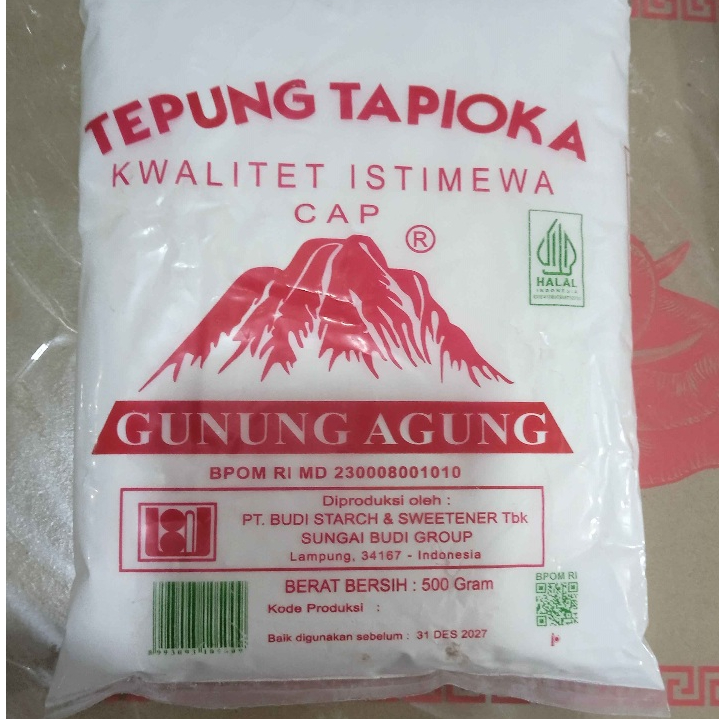 TEPUNG TAPIOKA
KWALITET ISTIMEWA
CAP ®
HALAL
INDONESIA
GUNUNG AGUNG
BPOM RI MD 230008001010
Diproduksi oleh :
PT. BUDI STARCH & SWEETENER Tbk
SUNGAI BUDI GROUP
Lampung, 34167 - Indonesia
BERAT BERSIH : 500 Gram
BPOM RI
Kode Produksi :
Baik digunakan sebelum : 31 DES 2027